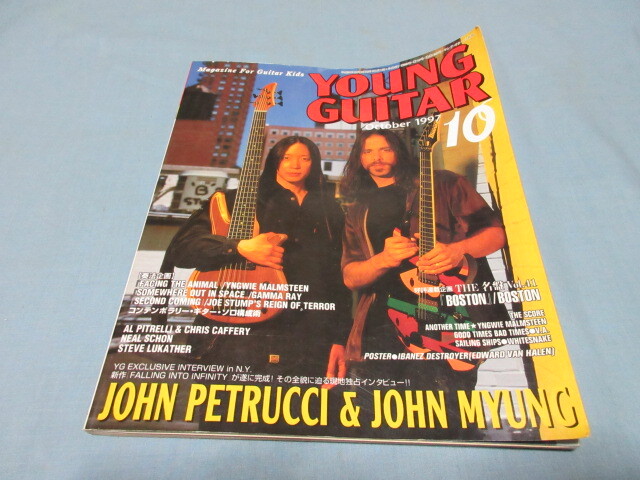 Magazine For Guitar Kids
YOUNG
GUITAR
October 1997
10
FACING THE ANIMAL /YNGWIE MALMSTEEN
SOMEWHERE OUT IN SPACE /GAMMA RAY
SECOND COMING /JOE STUMP'S REIGN OF TERROR
コンテンポラリー・ギター・ソロ構成術
AL PITRELLI & CHRIS CAFFERY
NEAL SCHON
STEVE LUKATHER
THE 名盤 Vol.11
「BOSTON」/BOSTON
THE SCORE
ANOTHER TIME★YNGWIE MALMSTEEN
GOOD TIMES BAD TIMES●V.A.
SAILING SHIPS●WHITESNAKE
POSTER●IBANEZ DESTROYER[EDWARD VAN HALEN]
YG EXCLUSIVE INTERVIEW in N.Y.
新作 FALLING INTO INFINITY が遂に完成! その全貌に迫る現地独占インタビュー!!
JOHN PETRUCCI & JOHN MYUNG